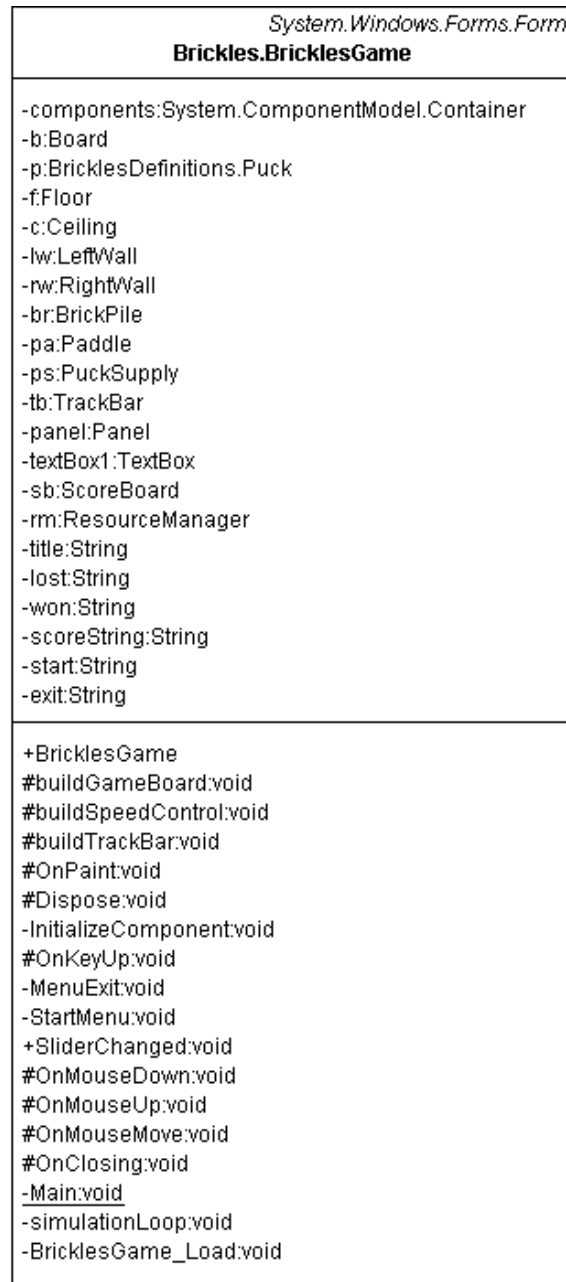 System.Windows.Forms.Form
Brickles.BricklesGame
-components:System.ComponentModel.Container
-b:Board
-p:BricklesDefinitions.Puck
-f:Floor
-c:Ceiling
-lw:LeftWall
-rw:RightWall
-br:BrickPile
-pa:Paddle
-ps:PuckSupply
-tb:TrackBar
-panel:Panel
-textBox1:TextBox
-sb:ScoreBoard
-rm:ResourceManager
-title:String
-lost:String
-won:String
-scoreString:String
-start:String
-exit:String
+BricklesGame
#buildGameBoard:void
#buildSpeedControl:void
#buildTrackBar:void
#OnPaint:void
#Dispose:void
-InitializeComponent:void
#OnKeyUp:void
-MenuExit:void
-StartMenu:void
+SliderChanged:void
#OnMouseDown:void
#OnMouseUp:void
#OnMouseMove:void
#OnClosing:void
-Main:void
-simulationLoop:void
-BricklesGame_Load:void